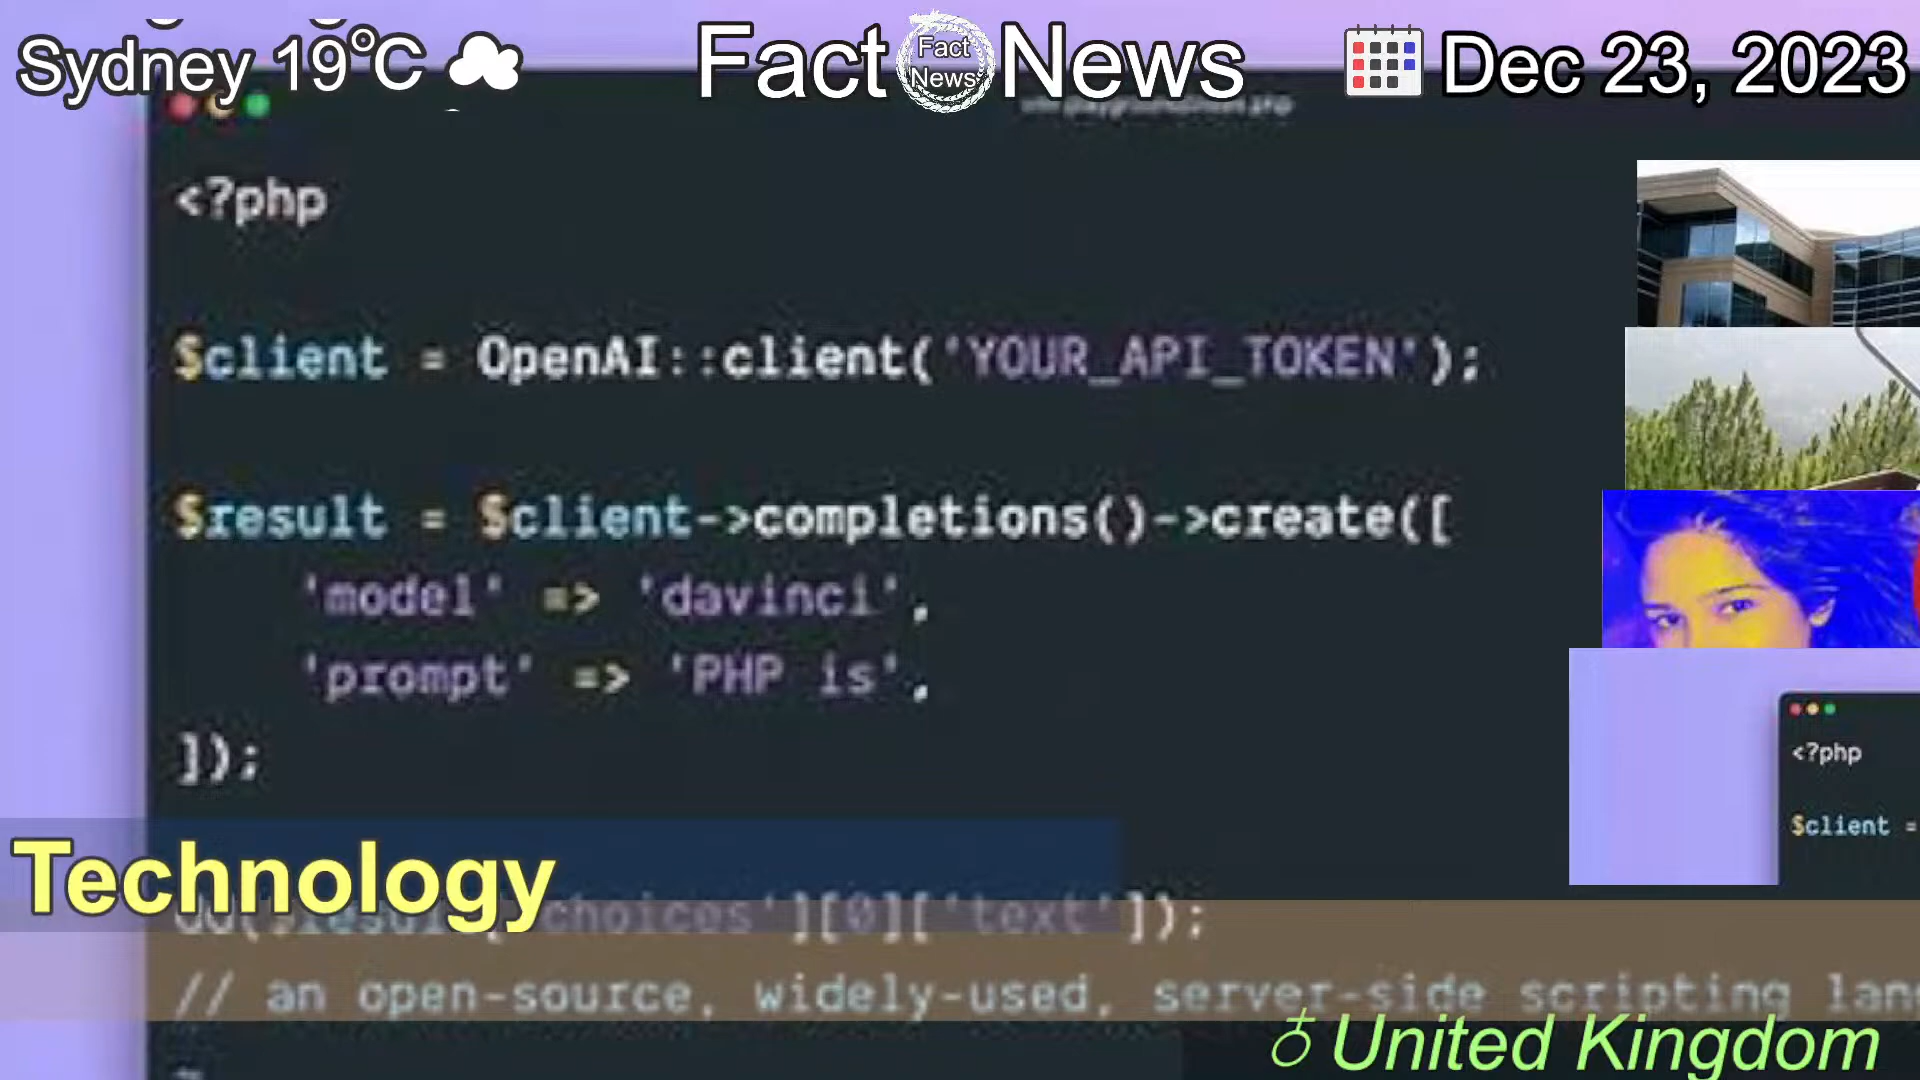 Sydney 19℃
Fact News
Fact
News
Dec 23, 2023
<?php
$client = OpenAI::client('YOUR_API_TOKEN');
$result = $client->completions()->create([
'model' => 'davinci',
'prompt' => 'PHP is',
]);
dd($result['choices'][0]['text']);
// an open-source, widely-used, server-side scripting
<?php
$client =
Technology
♁ United Kingdom